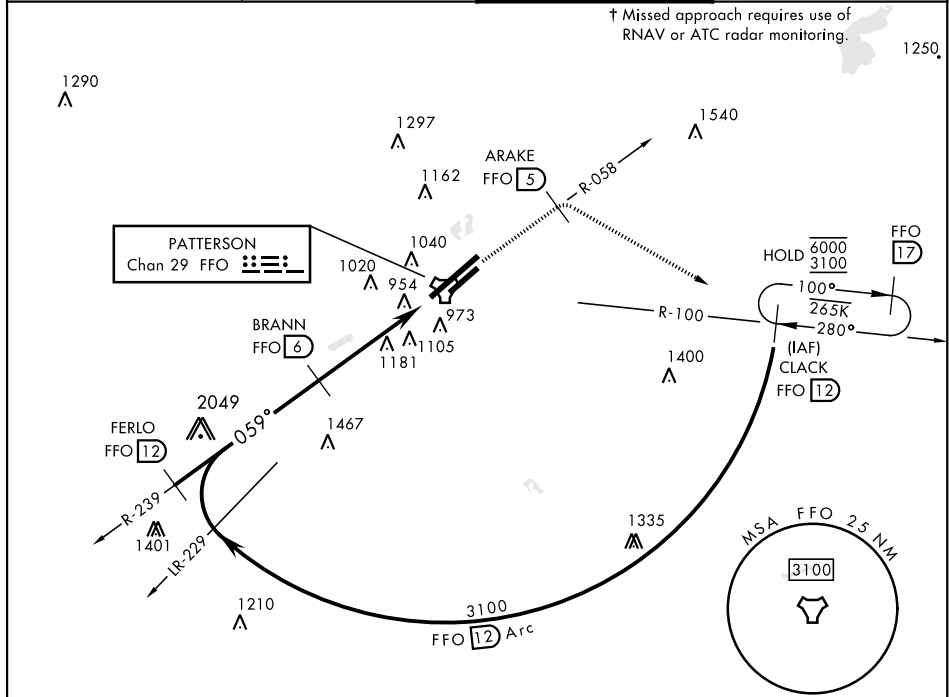 † Missed approach requires use of
RNAV or ATC radar monitoring.
1250
1290
1297
1540
ARAKE
FFO 5
R-058
1162
PATTERSON
Chan 29 FFO
1040
1020
954
973
HOLD 6000
3100
FFO
17
100°
265K
280°
R-100
(IAF)
CLACK
FFO 12
BRANN
FFO 6
1105
1181
1400
2049
059°
1467
FERLO
FFO 12
R-239
1401
LR-229
1335
1210
3100
FFO 12 Arc
MSA FFO 25 NM
3100